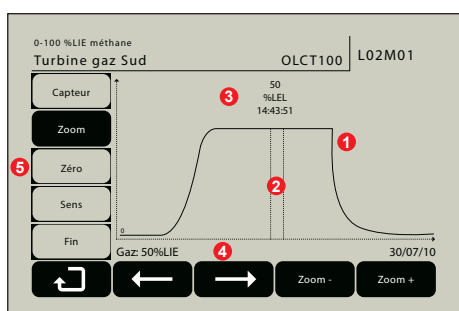 0-100 %LIE méthane
Turbine gaz Sud
OLCT100
L02M01
Capteur
Zoom
Zéro
Sens
Fin
50
%LEL
14:43:51
3
1
2
5
4
0
Gaz: 50%LIE
30/07/10
Zoom -
Zoom +